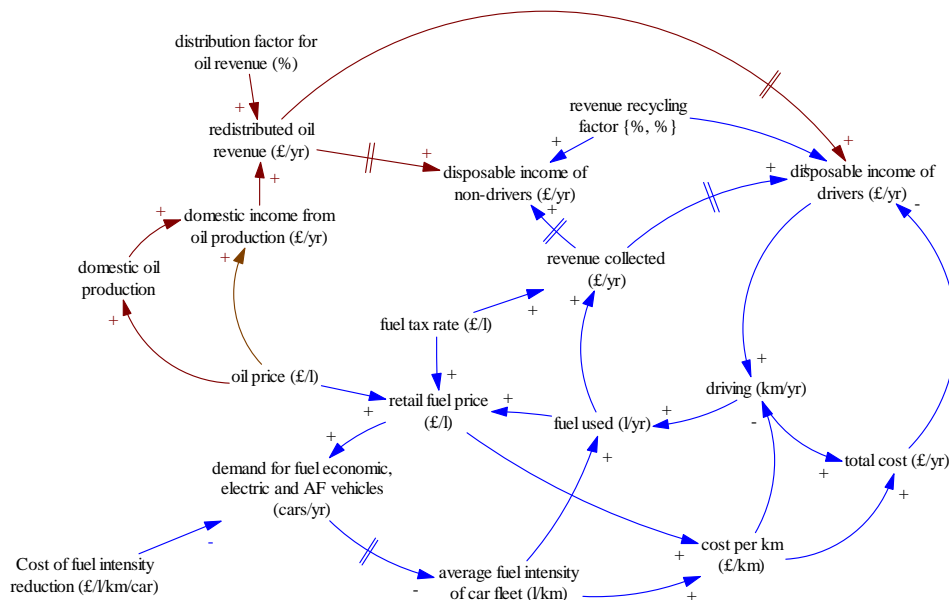 distribution factor for
oil revenue (%)
+
redistributed oil
revenue (£/yr)
+
revenue recycling
factor {%, %}
+
+
disposable income of
non-drivers (£/yr)
+
+
+
+
disposable income of
drivers (£/yr)
-
+
domestic income from
oil production (£/yr)
+
domestic oil
production
+
revenue collected
(£/yr)
+
+
fuel tax rate (£/l)
+
oil price (£/l)
+
retail fuel price
(£/l)
+
+
fuel used (l/yr)
+
+
driving (km/yr)
+
-
total cost (£/yr)
+
+
+
demand for fuel economic,
electric and AF vehicles
(cars/yr)
-
Cost of fuel intensity
reduction (£/l/km/car)
-
average fuel intensity
of car fleet (l/km)
+
+
cost per km
(£/km)